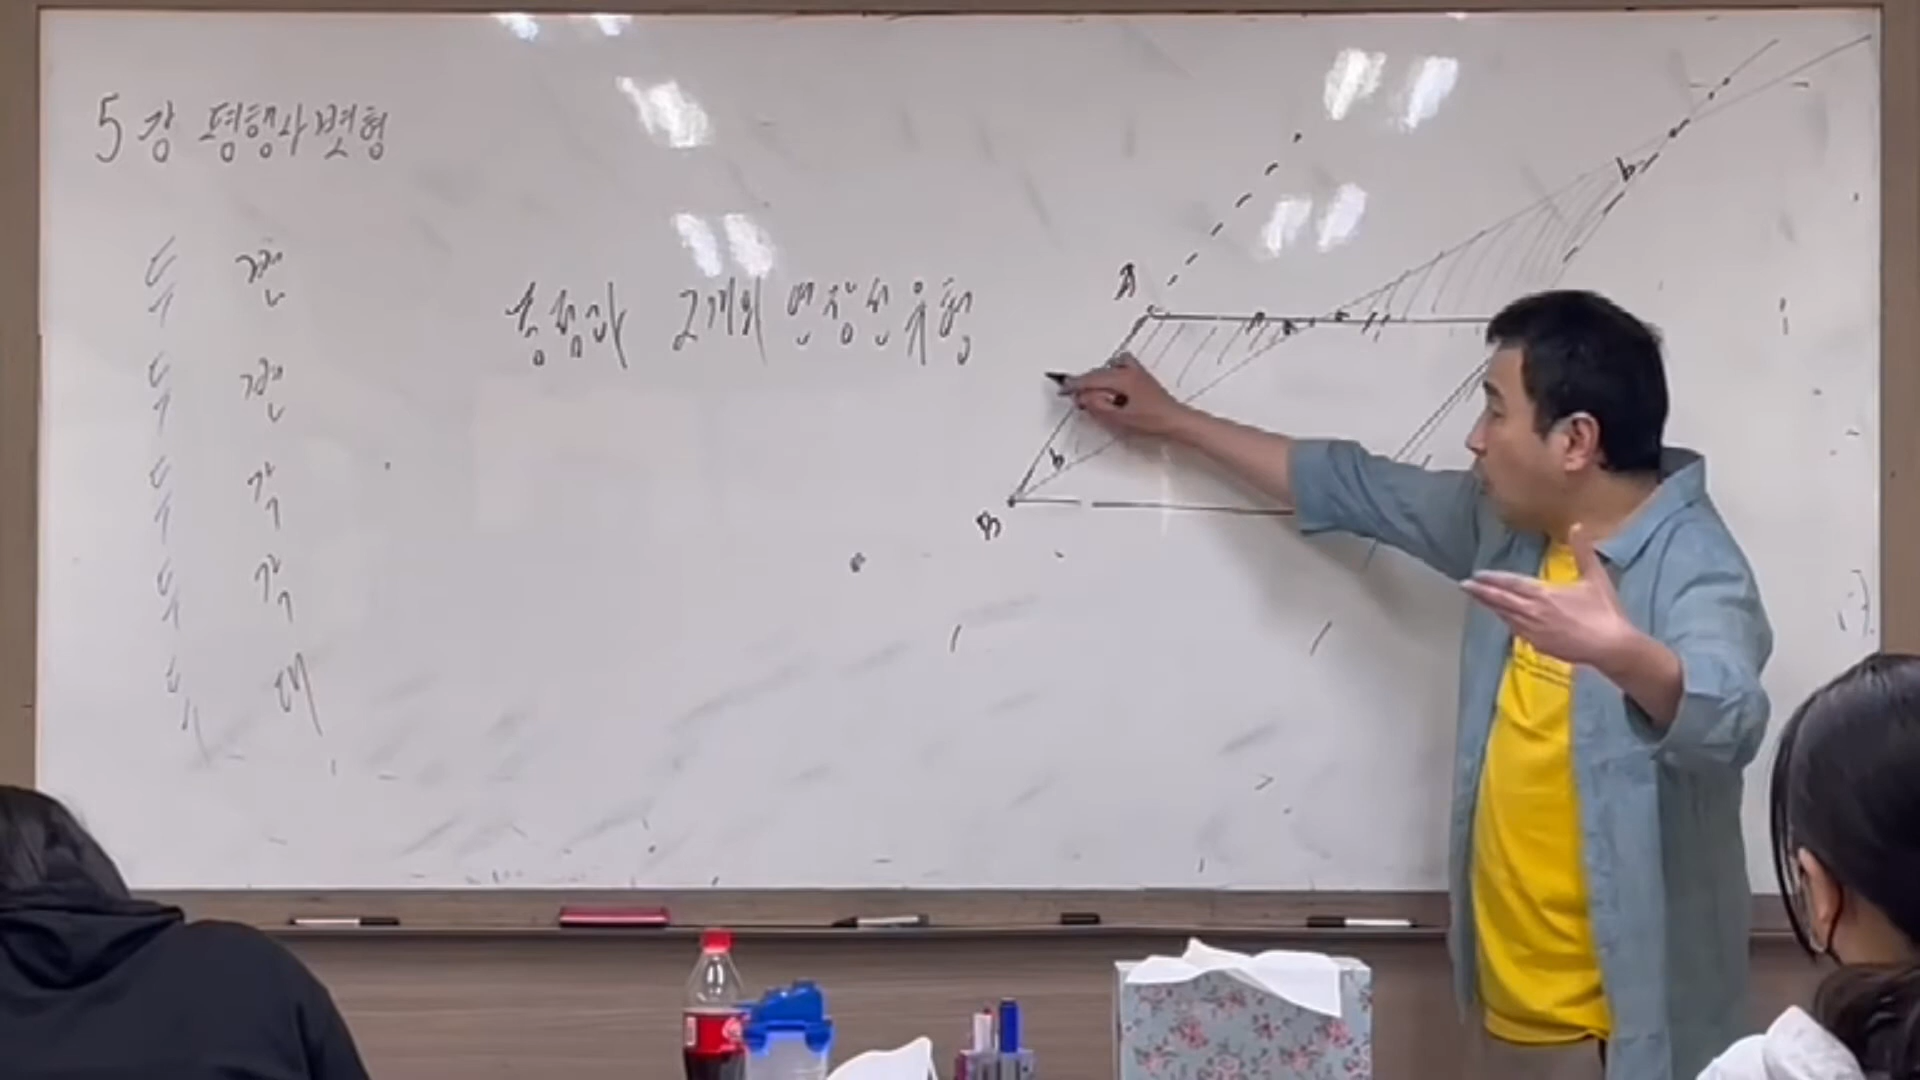 5강 평행사변형
두 변
두 변
두 각
두 각
두 대
중점과 2개의 연장선 유형
A
b
b
B